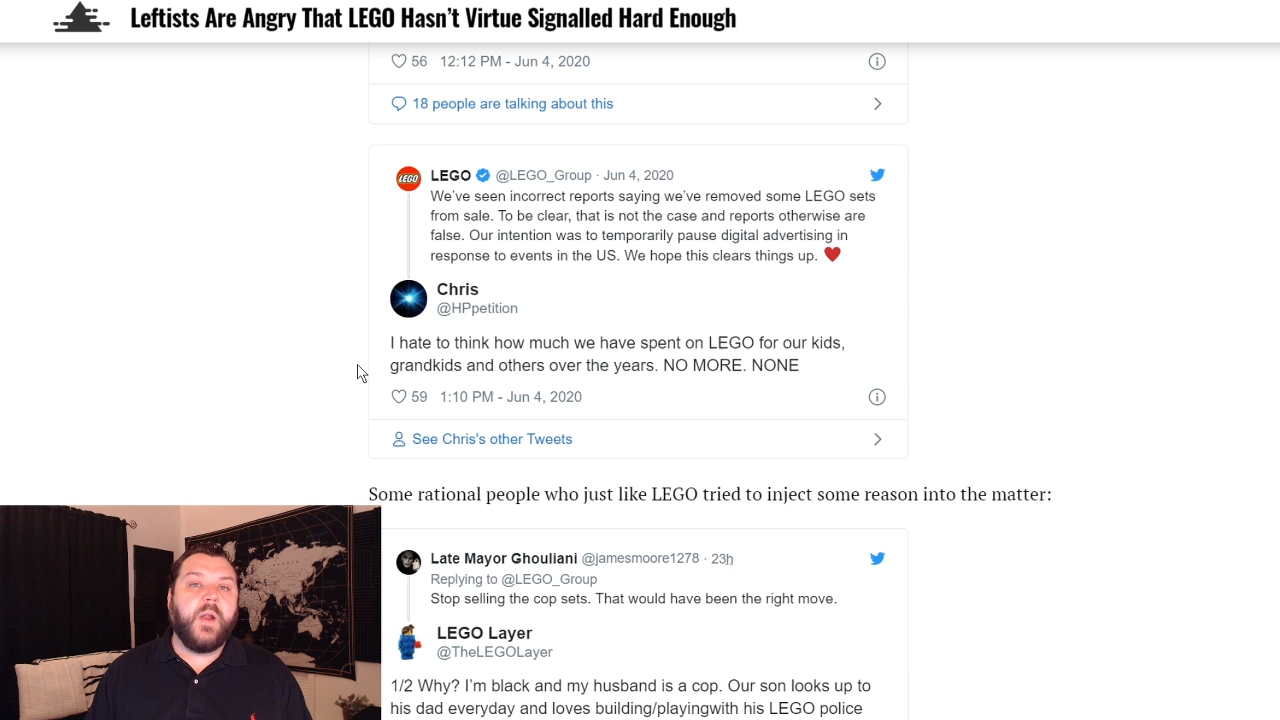 Leftists Are Angry That LEGO Hasn’t Virtue Signalled Hard Enough
56 12:12 PM - Jun 4, 2020
18 people are talking about this
LEGO
LEGO @LEGO_Group · Jun 4, 2020
We’ve seen incorrect reports saying we’ve removed some LEGO sets
from sale. To be clear, that is not the case and reports otherwise are
false. Our intention was to temporarily pause digital advertising in
response to events in the US. We hope this clears things up. ❤️
Chris
@HPpetition
I hate to think how much we have spent on LEGO for our kids,
grandkids and others over the years. NO MORE. NONE
59 1:10 PM - Jun 4, 2020
See Chris's other Tweets
Some rational people who just like LEGO tried to inject some reason into the matter:
Late Mayor Ghouliani @jamesmoore1278 · 23h
Replying to @LEGO_Group
Stop selling the cop sets. That would have been the right move.
LEGO Layer
@TheLEGOLayer
1/2 Why? I’m black and my husband is a cop. Our son looks up to
his dad everyday and loves building/playingwith his LEGO police